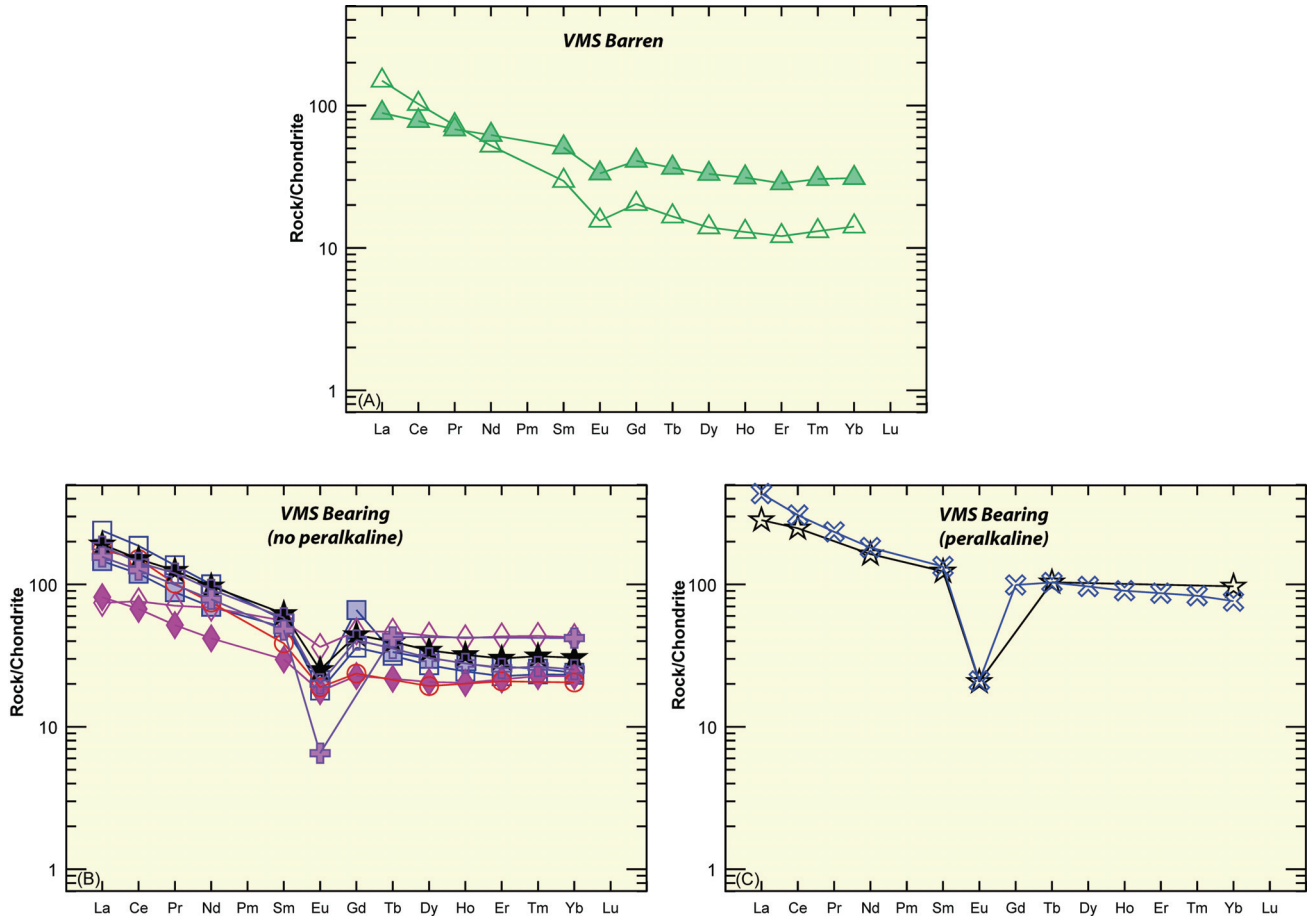 VMS Barren
100
10
1
Rock/Chondrite
(A)
La Ce Pr Nd Pm Sm Eu Gd Tb Dy Ho Er Tm Yb Lu
VMS Bearing
(no peralkaline)
100
10
1
Rock/Chondrite
(B)
La Ce Pr Nd Pm Sm Eu Gd Tb Dy Ho Er Tm Yb Lu
VMS Bearing
(peralkaline)
100
10
1
Rock/Chondrite
(C)
La Ce Pr Nd Pm Sm Eu Gd Tb Dy Ho Er Tm Yb Lu